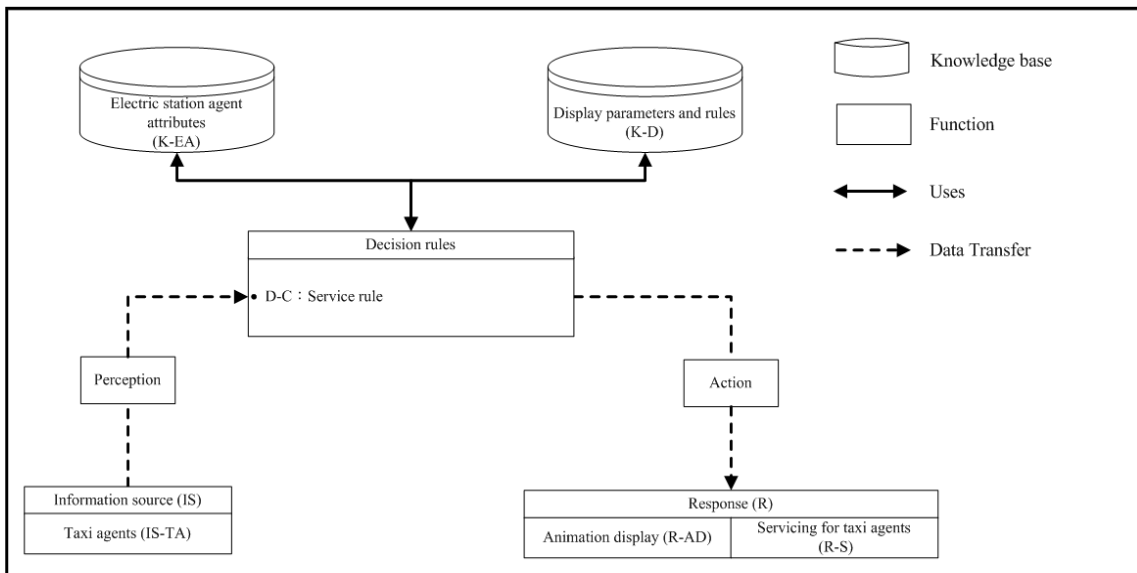 Electric station agent
attributes
(K-EA)
Display parameters and rules
(K-D)
Knowledge base
Function
Uses
Data Transfer
Decision rules
• D-C：Service rule
Perception
Action
Information source (IS)
Taxi agents (IS-TA)
Response (R)
Animation display (R-AD)
Servicing for taxi agents
(R-S)